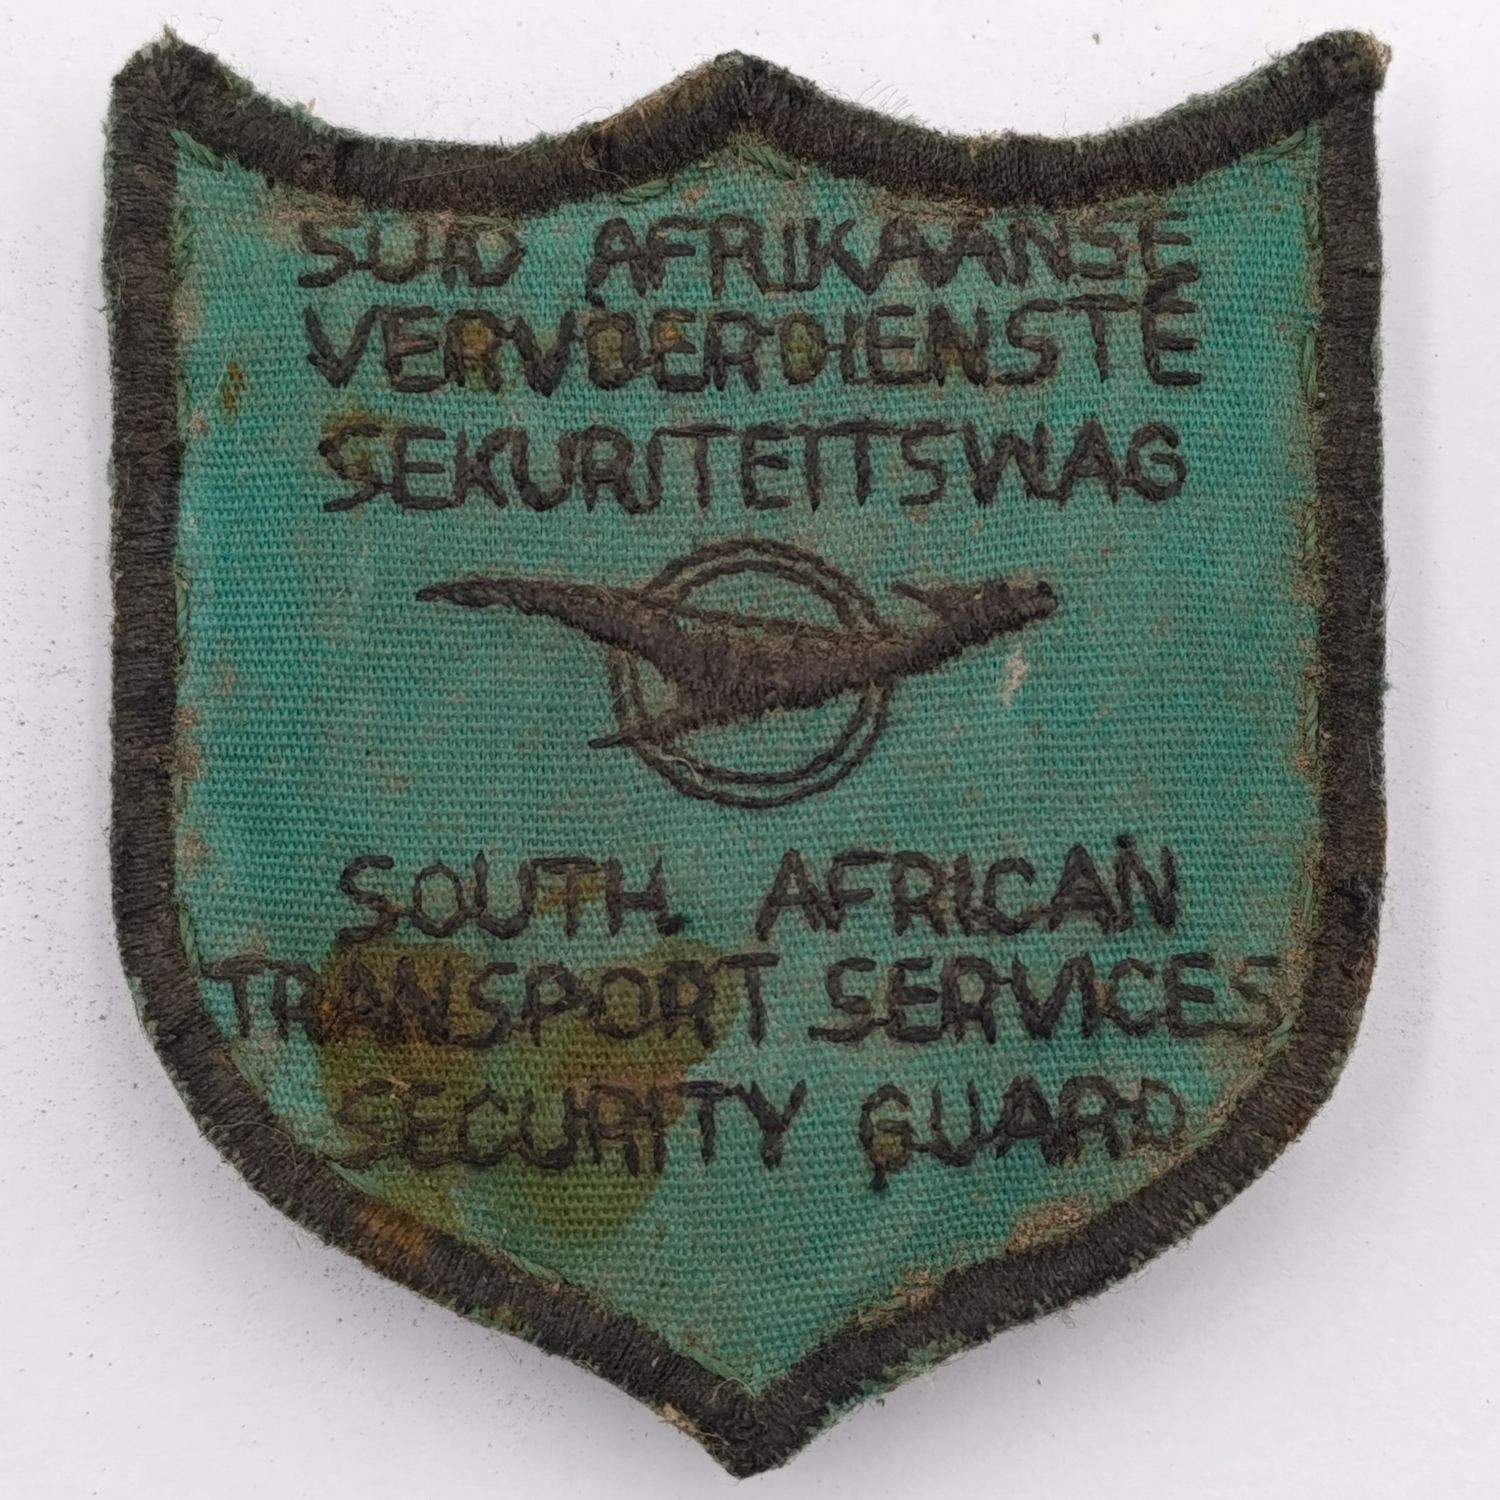 SUID AFRIKAANSE
VERVOERDIENSTE
SEKURITEITSWAG
SOUTH AFRICAN
TRANSPORT SERVICES
SECURITY GUARD